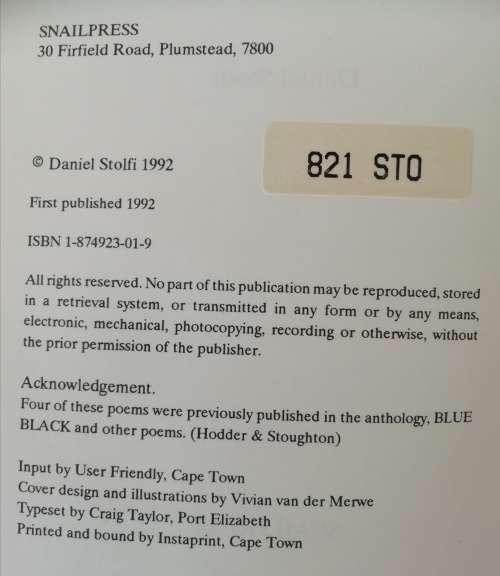 SNAILPRESS
30 Firfield Road, Plumstead, 7800
821 STO
© Daniel Stolfi 1992
First published 1992
ISBN 1-874923-01-9
All rights reserved. No part of this publication may be reproduced, stored
in a retrieval system, or transmitted in any form or by any means,
electronic, mechanical, photocopying, recording or otherwise, without
the prior permission of the publisher.
Acknowledgement.
Four of these poems were previously published in the anthology, BLUE
BLACK and other poems. (Hodder & Stoughton)
Input by User Friendly, Cape Town
Cover design and illustrations by Vivian van der Merwe
Typeset by Craig Taylor, Port Elizabeth
Printed and bound by Instaprint, Cape Town